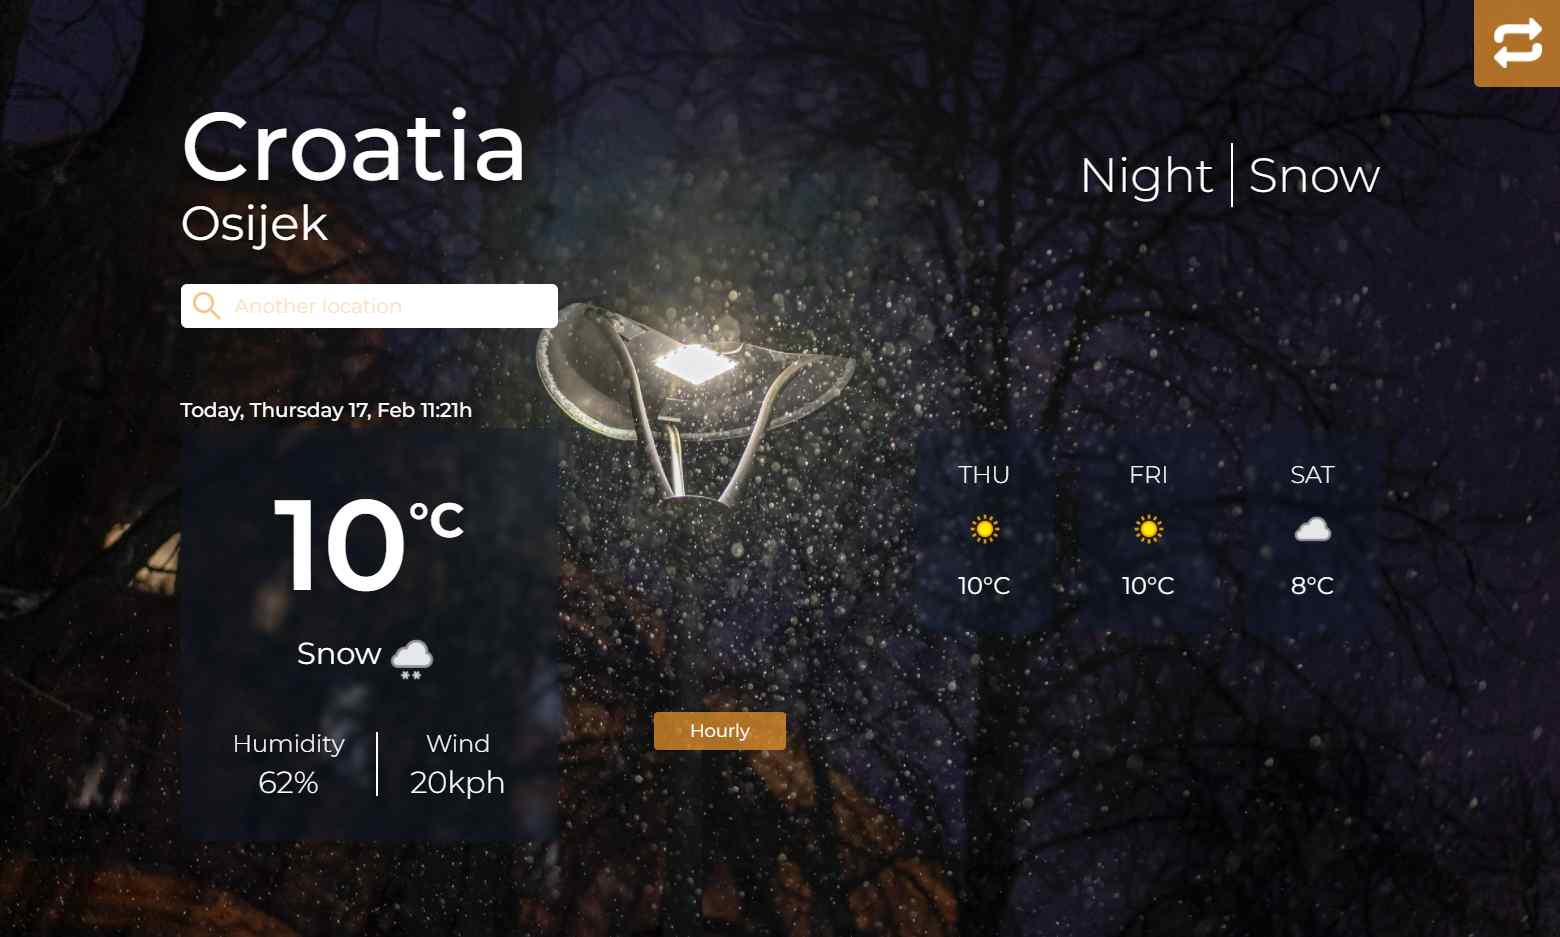 Croatia
Osijek
Night Snow
Another location
Today, Thursday 17, Feb 11:21h
10°C
Snow
Humidity
62%
Wind
20kph
THU
10°C
FRI
10°C
SAT
8°C
Hourly